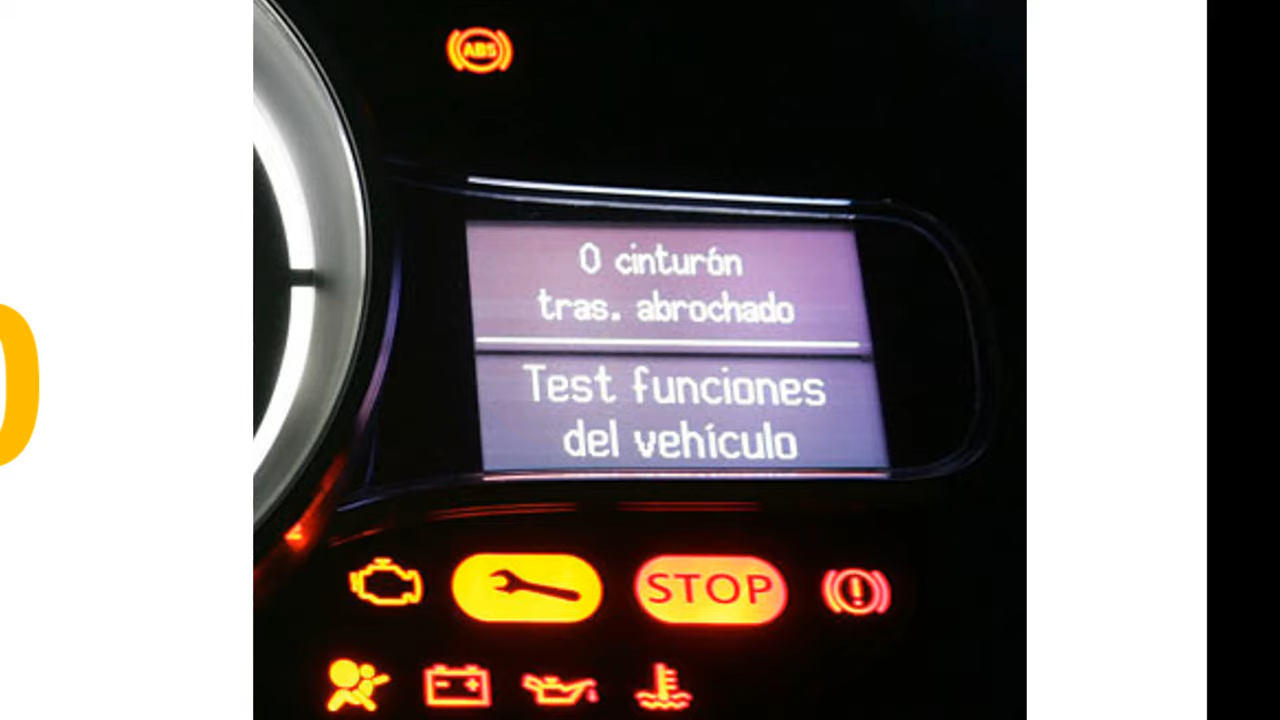 ABS
0 cinturón
tras. abrochado
Test funciones
del vehículo
STOP